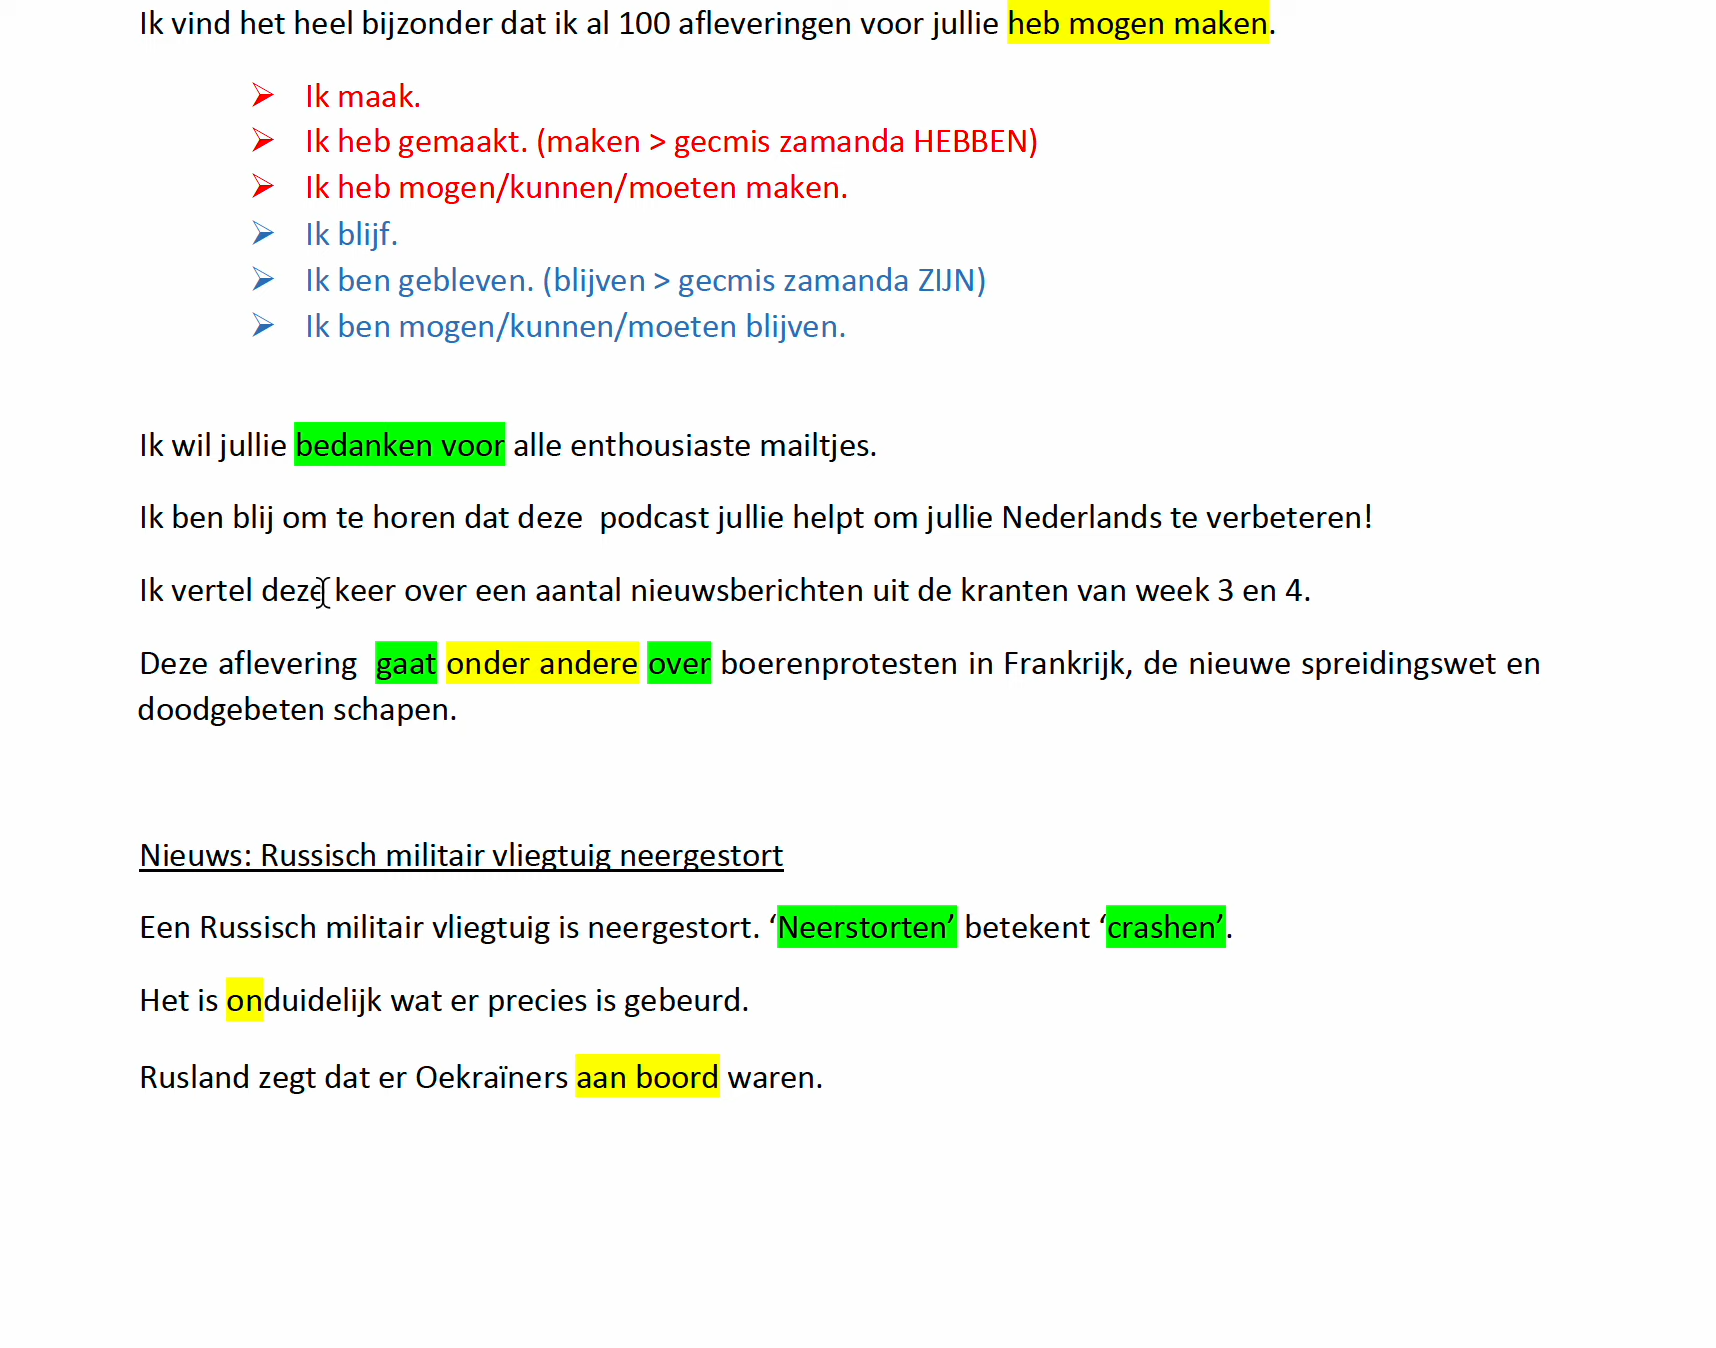 Ik vind het heel bijzonder dat ik al 100 afleveringen voor jullie heb mogen maken.
➢ Ik maak.
➢ Ik heb gemaakt. (maken > gecmis zamanda HEBBEN)
➢ Ik heb mogen/kunnen/moeten maken.
➢ Ik blijf.
➢ Ik ben gebleven. (blijven > gecmis zamanda ZIJN)
➢ Ik ben mogen/kunnen/moeten blijven.
Ik wil jullie bedanken voor alle enthousiaste mailtjes.
Ik ben blij om te horen dat deze  podcast jullie helpt om jullie Nederlands te verbeteren!
Ik vertel deze keer over een aantal nieuwsberichten uit de kranten van week 3 en 4.
Deze aflevering  gaat onder andere over boerenprotesten in Frankrijk, de nieuwe spreidingswet en
doodgebeten schapen.
Nieuws: Russisch militair vliegtuig neergestort
Een Russisch militair vliegtuig is neergestort. ‘Neerstorten’ betekent ‘crashen’.
Het is onduidelijk wat er precies is gebeurd.
Rusland zegt dat er Oekraïners aan boord waren.